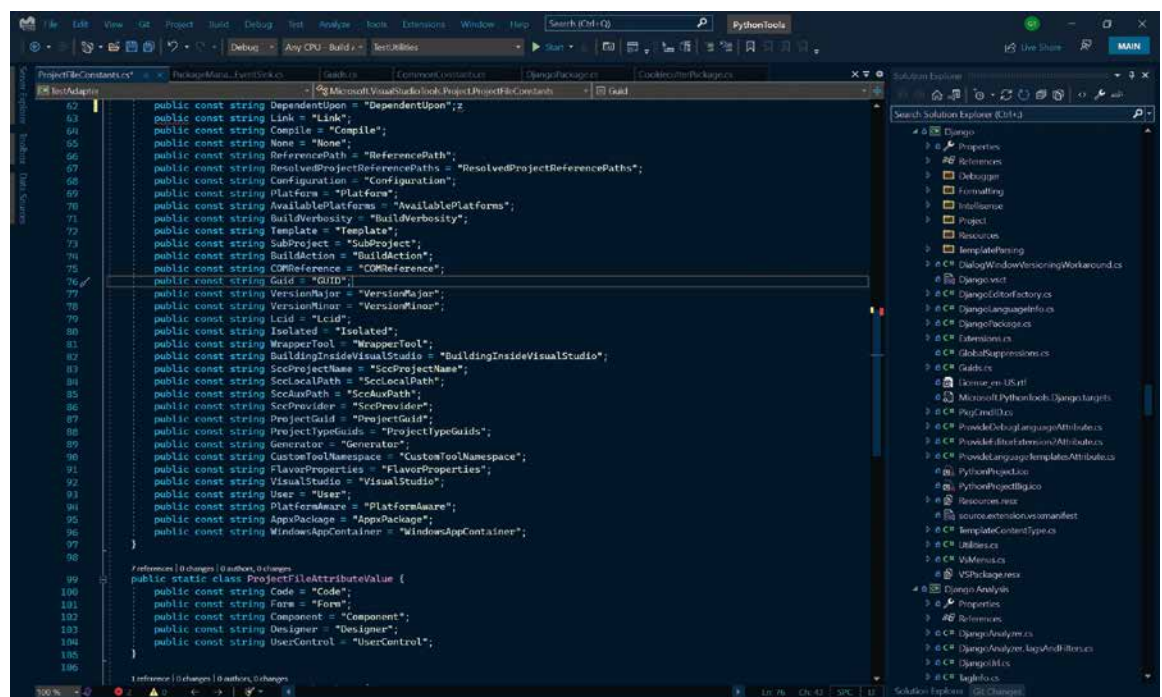 File Edit View Git Project Build Debug Test Analyze Tools Extensions Window Help Search (Ctrl+Q) PythonTools
Debug Any CPU - Build TestUtilities Start Live Share MAIN
Server Explorer Toolbox Data Sources
ProjectFileConstants.cs* PackageMana...EventSink.cs Guids.cs CommonConstants.cs DjangoPackage.cs CookiecutterPackage.cs
TestAdapter Microsoft.VisualStudioTools.Project.ProjectFileConstants Guid
62 public const string DependentUpon = "DependentUpon";z
63 public const string Link = "Link";
64 public const string Compile = "Compile";
65 public const string None = "None";
66 public const string ReferencePath = "ReferencePath";
67 public const string ResolvedProjectReferencePaths = "ResolvedProjectReferencePaths";
68 public const string Configuration = "Configuration";
69 public const string Platform = "Platform";
70 public const string AvailablePlatforms = "AvailablePlatforms";
71 public const string BuildVerbosity = "BuildVerbosity";
72 public const string Template = "Template";
73 public const string SubProject = "SubProject";
74 public const string BuildAction = "BuildAction";
75 public const string COMReference = "COMReference";
76 public const string Guid = "GUID";
77 public const string VersionMajor = "VersionMajor";
78 public const string VersionMinor = "VersionMinor";
79 public const string Lcid = "Lcid";
80 public const string Isolated = "Isolated";
81 public const string WrapperTool = "WrapperTool";
82 public const string BuildingInsideVisualStudio = "BuildingInsideVisualStudio";
83 public const string SccProjectName = "SccProjectName";
84 public const string SccLocalPath = "SccLocalPath";
85 public const string SccAuxPath = "SccAuxPath";
86 public const string SccProvider = "SccProvider";
87 public const string ProjectGuid = "ProjectGuid";
88 public const string ProjectTypeGuids = "ProjectTypeGuids";
89 public const string Generator = "Generator";
90 public const string CustomToolNamespace = "CustomToolNamespace";
91 public const string FlavorProperties = "FlavorProperties";
92 public const string VisualStudio = "VisualStudio";
93 public const string User = "User";
94 public const string PlatformAware = "PlatformAware";
95 public const string AppxPackage = "AppxPackage";
96 public const string WindowsAppContainer = "WindowsAppContainer";
97 }
98
7 references | 0 changes | 0 authors, 0 changes
99 public static class ProjectFileAttributeValue {
100 public const string Code = "Code";
101 public const string Form = "Form";
102 public const string Component = "Component";
103 public const string Designer = "Designer";
104 public const string UserControl = "UserControl";
105 }
106
1 reference | 0 changes | 0 authors, 0 changes
100 % 2 0 Ln: 76 Ch: 42 SPC
Solution Explorer
Search Solution Explorer (Ctrl+;)
Django
Properties
References
Debugger
Formatting
Intellisense
Project
Resources
TemplateParsing
C# DialogWindowVersioningWorkaround.cs
Django.vsct
C# DjangoEditorFactory.cs
C# DjangoLanguageInfo.cs
C# DjangoPackage.cs
C# Extensions.cs
C# GlobalSuppressions.cs
C# Guids.cs
License_en-US.rtf
Microsoft.PythonTools.Django.targets
C# PkgCmdID.cs
C# ProvideDebugLanguageAttribute.cs
C# ProvideEditorExtension2Attribute.cs
C# ProvideLanguageTemplatesAttribute.cs
PythonProject.ico
PythonProjectBig.ico
Resources.resx
source.extension.vsixmanifest
C# TemplateContentType.cs
C# Utilities.cs
C# VsMenus.cs
VSPackage.resx
Django.Analysis
Properties
References
C# DjangoAnalyzer.cs
C# DjangoAnalyzer.TagsAndFilters.cs
C# DjangoUrl.cs
C# TagInfo.cs
Solution Explorer Git Changes